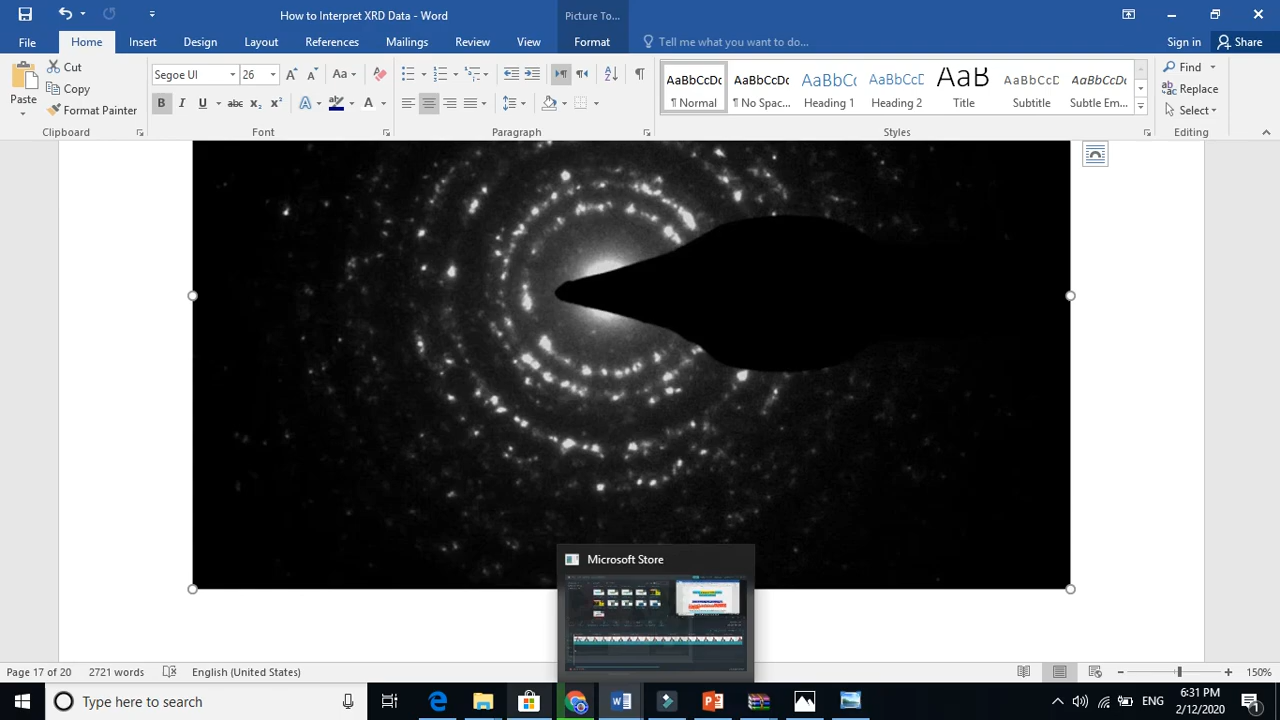 How to Interpret XRD Data - Word
Picture To...
File
Home
Insert
Design
Layout
References
Mailings
Review
View
Format
Tell me what you want to do...
Sign in
Share
Paste
Cut
Copy
Format Painter
Clipboard
Segoe UI
26
Font
Paragraph
AaBbCcDc
¶ Normal
AaBbCcDc
¶ No Spac...
AaBbCc
Heading 1
AaBbCcD
Heading 2
AaB
Title
AaBbCcD
Subtitle
AaBbCcD
Subtle Em...
Styles
Find
Replace
Select
Editing
Microsoft Store
Page 17 of 20
2721 words
English (United States)
150%
Type here to search
ENG
6:31 PM
2/12/2020